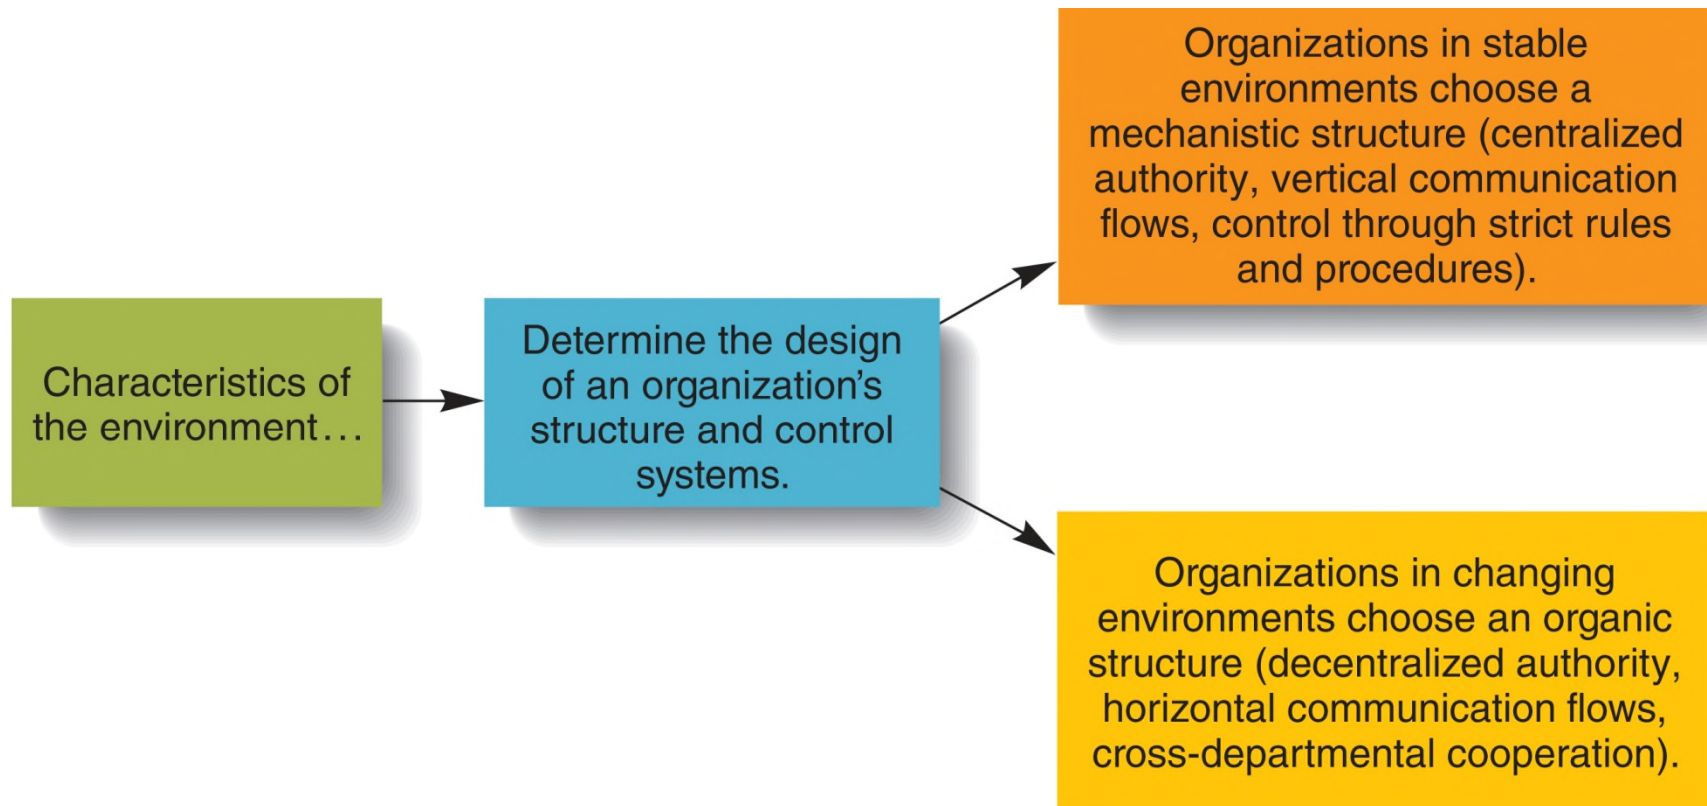 Characteristics of
the environment…
Determine the design
of an organization’s
structure and control
systems.
Organizations in stable
environments choose a
mechanistic structure (centralized
authority, vertical communication
flows, control through strict rules
and procedures).
Organizations in changing
environments choose an organic
structure (decentralized authority,
horizontal communication flows,
cross-departmental cooperation).